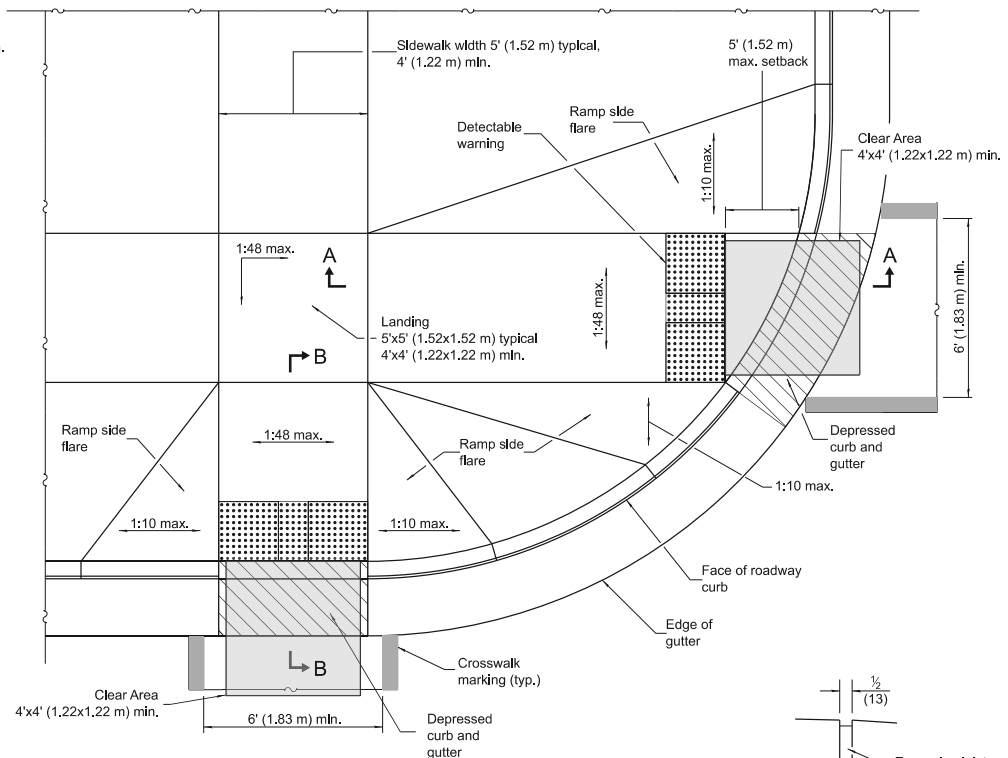 Sidewalk width 5' (1.52 m) typical,
4' (1.22 m) min.
5' (1.52 m)
max. setback
Ramp side
flare
Detectable
warning
Clear Area
4'x4' (1.22x1.22 m) min.
1:10 max.
1:48 max.
A
A
1:48 max.
6' (1.83 m) min.
Landing
5'x5' (1.52x1.52 m) typical
4'x4' (1.22x1.22 m) min.
B
Ramp side
flare
1:48 max.
Ramp side
flare
Depressed
curb and
gutter
1:10 max.
1:10 max.
1:10 max.
Face of roadway
curb
Edge of
gutter
B
Crosswalk
marking (typ.)
Clear Area
4'x4' (1.22x1.22 m) min.
6' (1.83 m) min.
Depressed
curb and
gutter
½
(13)